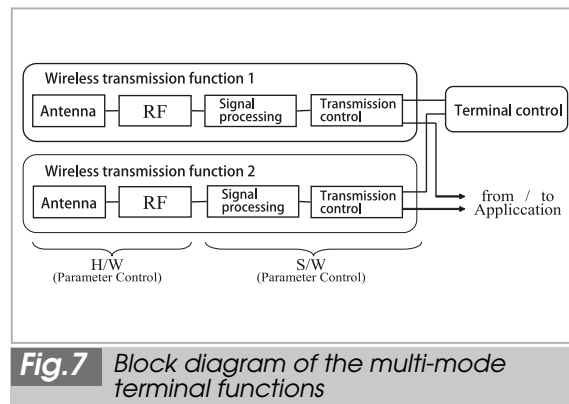 Wireless transmission function 1
Antenna
RF
Signal
processing
Transmission
control
Terminal control
Wireless transmission function 2
Antenna
RF
Signal
processing
Transmission
control
from / to
Appliccation
H/W
(Parameter Control)
S/W
(Parameter Control)
Fig.7 Block diagram of the multi-mode
terminal functions